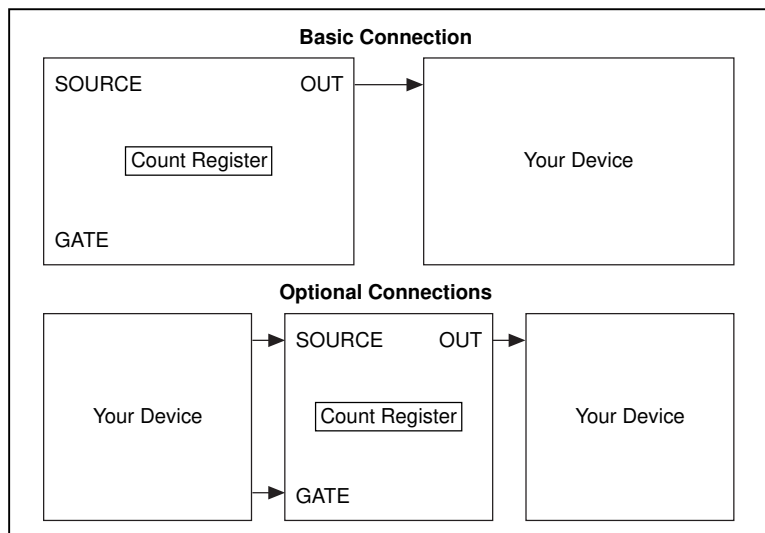 Basic Connection
SOURCE OUT
Count Register
Your Device
GATE
Optional Connections
Your Device
SOURCE OUT
Count Register
GATE
Your Device